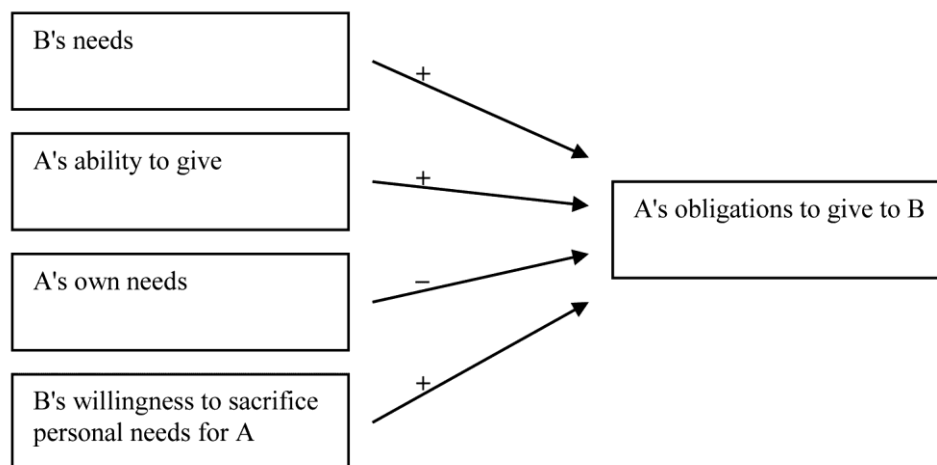 B's needs
+
A's ability to give
+
A's obligations to give to B
A's own needs
−
B's willingness to sacrifice
personal needs for A
+